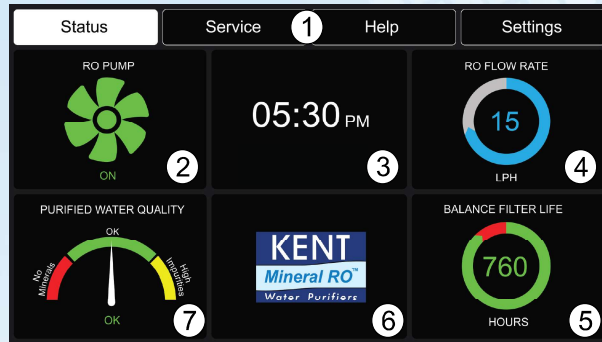 Status
Service
1
Help
Settings
RO PUMP
ON
2
05:30 PM
3
RO FLOW RATE
15
LPH
4
PURIFIED WATER QUALITY
OK
No
Minerals
High
Impurities
OK
7
KENT
Mineral RO™
Water Purifiers
6
BALANCE FILTER LIFE
760
HOURS
5